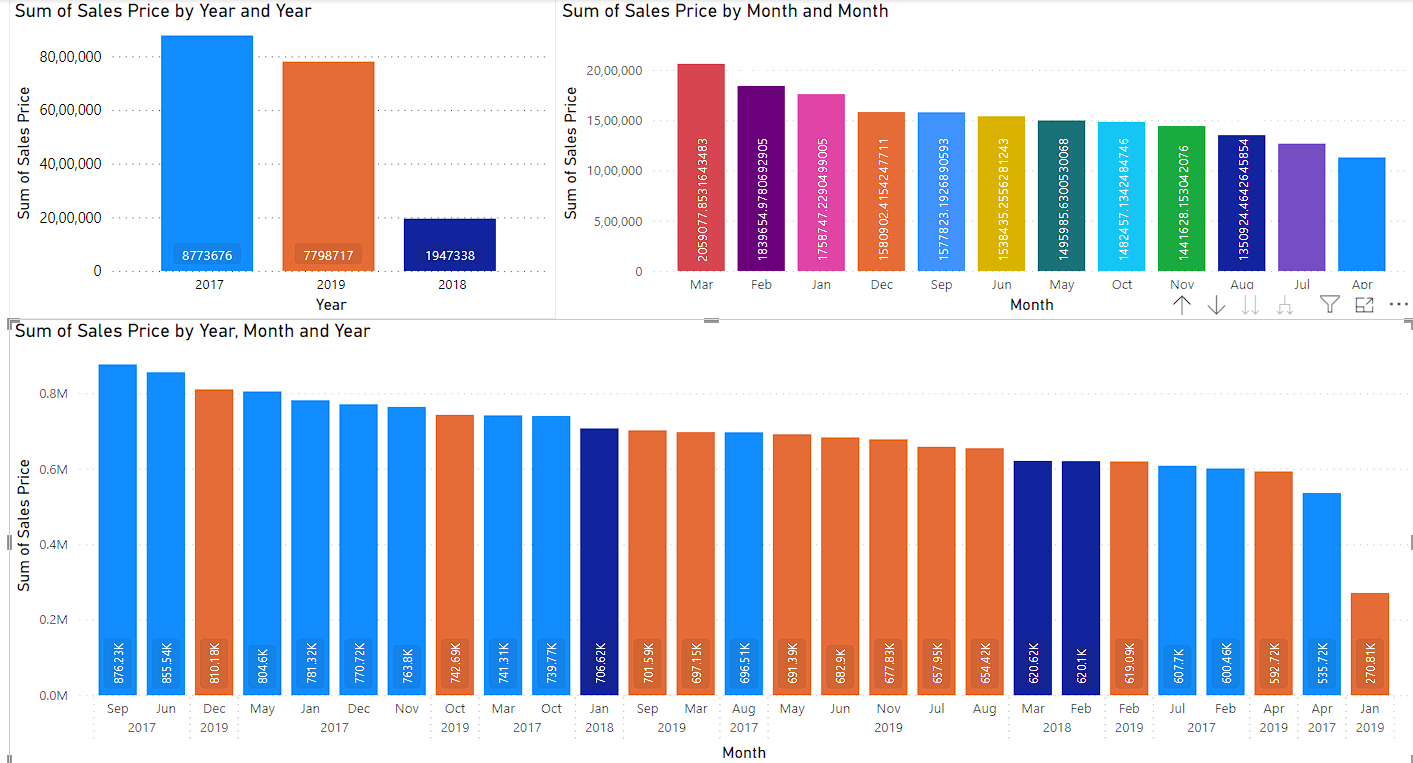 Sum of Sales Price by Year and Year
Sum of Sales Price
80,00,000
60,00,000
40,00,000
20,00,000
0
8773676
7798717
1947338
2017 2019 2018
Year
Sum of Sales Price by Month and Month
Sum of Sales Price
20,00,000
15,00,000
10,00,000
5,00,000
0
2059077.8531643483
1839654.9780692905
1758747.2290499005
1580902.4154247711
1577823.1926890593
1538435.2556281243
1495985.6300530068
1482457.1342484746
1441628.153042076
1350924.4642645854
Mar Feb Jan Dec Sep Jun May Oct Nov Aug Jul Apr
Month
Sum of Sales Price by Year, Month and Year
Sum of Sales Price
0.8M
0.6M
0.4M
0.2M
0.0M
876.23K
855.54K
810.18K
804.6K
781.32K
770.72K
763.8K
742.69K
741.31K
739.77K
706.62K
701.59K
697.15K
696.51K
691.39K
682.9K
677.83K
657.95K
654.42K
620.62K
620.1K
619.09K
607.7K
600.46K
592.72K
535.72K
270.81K
Sep Jun Dec May Jan Dec Nov Oct Mar Oct Jan Sep Mar Aug May Jun Nov Jul Aug Mar Feb Feb Jul Feb Apr Apr Jan
2017 2019 2017 2019 2017 2018 2019 2017 2019 2018 2019 2017 2019 2017 2019
Month